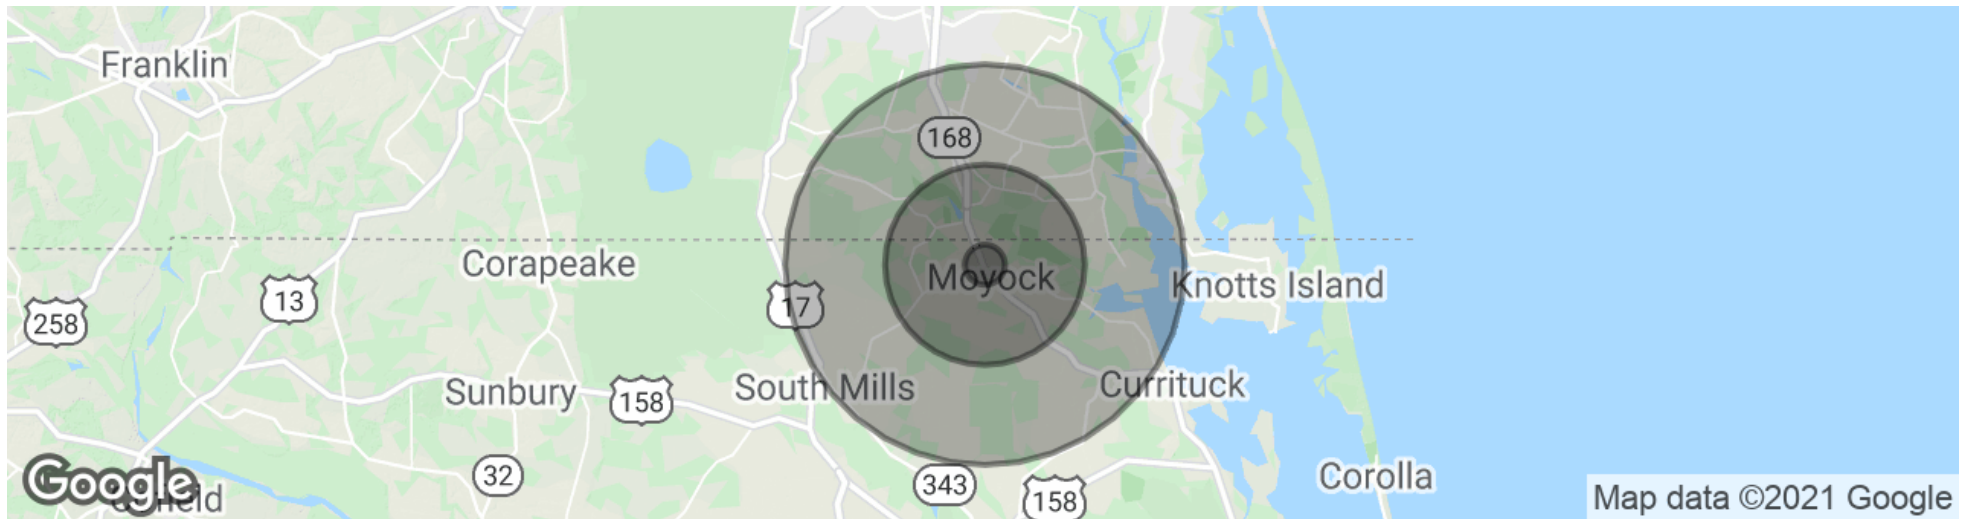 Franklin
168
Corapeake
Moyock
Knotts Island
13
17
258
Sunbury
158
South Mills
Currituck
32
343
158
Corolla
Google
Map data ©2021 Google